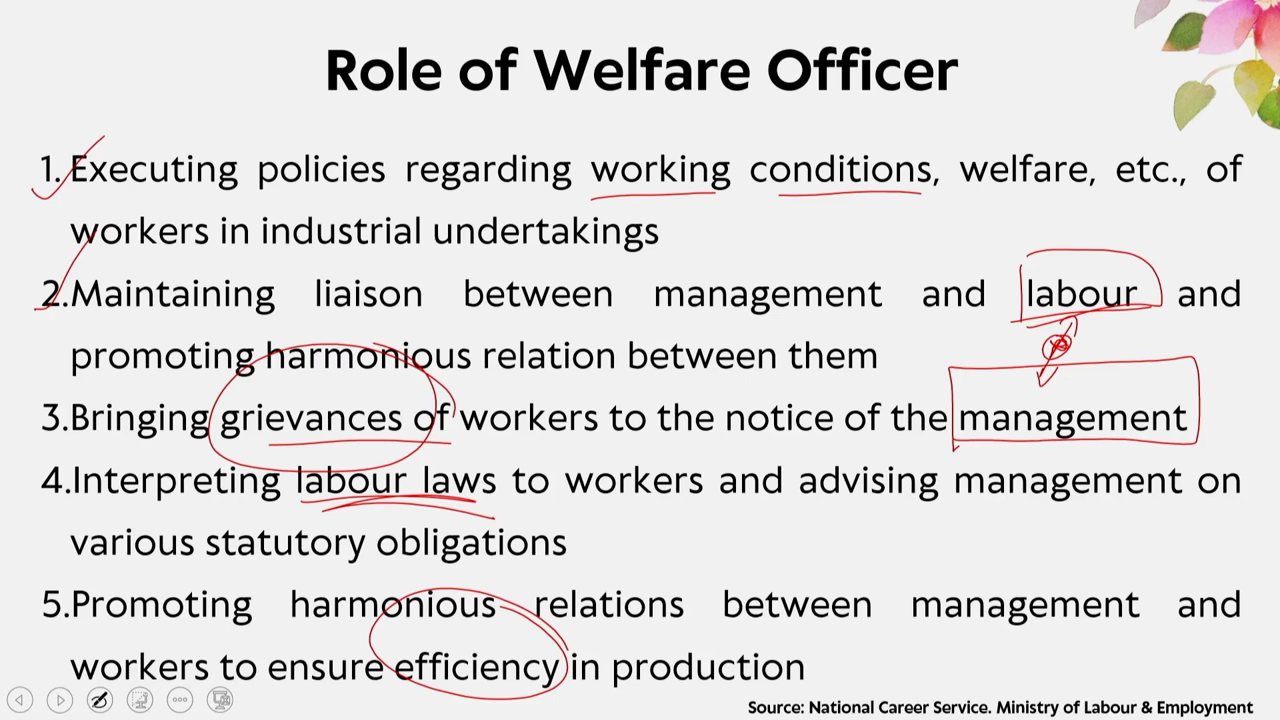 Role of Welfare Officer
1. Executing policies regarding working conditions, welfare, etc., of
workers in industrial undertakings
2.Maintaining liaison between management and labour and
promoting harmonious relation between them
3.Bringing grievances of workers to the notice of the management
4.Interpreting labour laws to workers and advising management on
various statutory obligations
5.Promoting harmonious relations between management and
workers to ensure efficiency in production
Source: National Career Service. Ministry of Labour & Employment